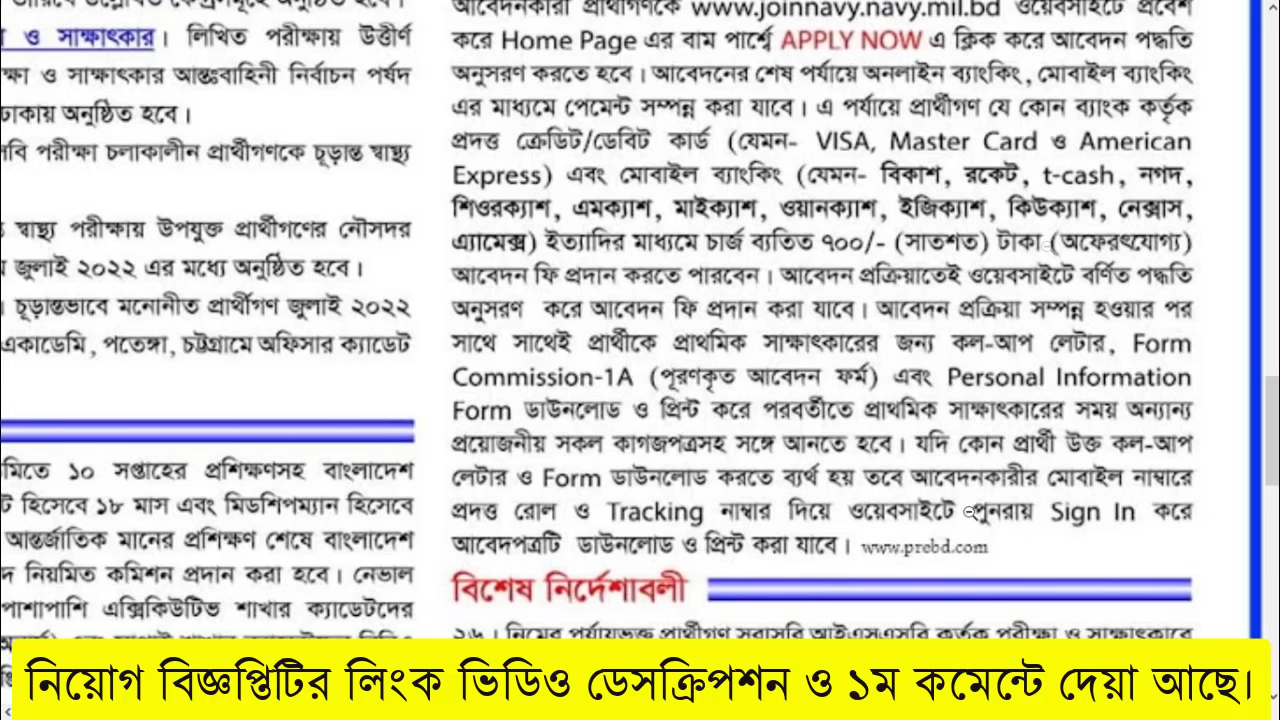 ও সাক্ষাৎকার। লিখিত পরীক্ষায় উত্তীর্ণ
ক্ষা ও সাক্ষাৎকার আন্তঃবাহিনী নির্বাচন পর্ষদ
ঢাকায় অনুষ্ঠিত হবে।
পরীক্ষা চলাকালীন প্রার্থীগণকে চূড়ান্ত স্বাস্থ্য
স্বাস্থ্য পরীক্ষায় উপযুক্ত প্রার্থীগণের নৌসদর
জুলাই ২০২২ এর মধ্যে অনুষ্ঠিত হবে।
। চূড়ান্তভাবে মনোনীত প্রার্থীগণ জুলাই ২০২২
একাডেমি, পতেঙ্গা, চট্টগ্রামে অফিসার ক্যাডেট
মিতে ১০ সপ্তাহের প্রশিক্ষণসহ বাংলাদেশ
ট হিসেবে ১৮ মাস এবং মিডশিপম্যান হিসেবে
আন্তর্জাতিক মানের প্রশিক্ষণ শেষে বাংলাদেশ
দ নিয়মিত কমিশন প্রদান করা হবে। নেভাল
পাশাপাশি এক্সিকিউটিভ শাখার ক্যাডেটদের
আবেদনকারী প্রার্থীগণকে www.joinnavy.navy.mil.bd ওয়েবসাইটে প্রবেশ
করে Home Page এর বাম পার্শ্বে APPLY NOW এ ক্লিক করে আবেদন পদ্ধতি
অনুসরণ করতে হবে। আবেদনের শেষ পর্যায়ে অনলাইন ব্যাংকিং, মোবাইল ব্যাংকিং
এর মাধ্যমে পেমেন্ট সম্পন্ন করা যাবে। এ পর্যায়ে প্রার্থীগণ যে কোন ব্যাংক কর্তৃক
প্রদত্ত ক্রেডিট/ডেবিট কার্ড (যেমন- VISA, Master Card ও American
Express) এবং মোবাইল ব্যাংকিং (যেমন- বিকাশ, রকেট, t-cash, নগদ,
শিওরক্যাশ, এমক্যাশ, মাইক্যাশ, ওয়ানক্যাশ, ইজিক্যাশ, কিউক্যাশ, নেক্সাস,
এ্যামেক্স) ইত্যাদির মাধ্যমে চার্জ ব্যতিত ৭০০/- (সাতশত) টাকা (অফেরৎযোগ্য)
আবেদন ফি প্রদান করতে পারবেন। আবেদন প্রক্রিয়াতেই ওয়েবসাইটে বর্ণিত পদ্ধতি
অনুসরণ করে আবেদন ফি প্রদান করা যাবে। আবেদন প্রক্রিয়া সম্পন্ন হওয়ার পর
সাথে সাথেই প্রার্থীকে প্রাথমিক সাক্ষাৎকারের জন্য কল-আপ লেটার, Form
Commission-1A (পূরণকৃত আবেদন ফর্ম) এবং Personal Information
Form ডাউনলোড ও প্রিন্ট করে পরবর্তীতে প্রাথমিক সাক্ষাৎকারের সময় অন্যান্য
প্রয়োজনীয় সকল কাগজপত্রসহ সঙ্গে আনতে হবে। যদি কোন প্রার্থী উক্ত কল-আপ
লেটার ও Form ডাউনলোড করতে ব্যর্থ হয় তবে আবেদনকারীর মোবাইল নাম্বারে
প্রদত্ত রোল ও Tracking নাম্বার দিয়ে ওয়েবসাইটে পুনরায় Sign In করে
আবেদপত্রটি ডাউনলোড ও প্রিন্ট করা যাবে। www.prebd.com
বিশেষ নির্দেশাবলী
২৬। নিম্নের পর্যায়ভুক্ত প্রার্থীগণ সরাসরি আইএসএসবি কর্তৃক পরীক্ষা ও সাক্ষাৎকারে
নিয়োগ বিজ্ঞপ্তিটির লিংক ভিডিও ডেসক্রিপশন ও ১ম কমেন্টে দেয়া আছে।